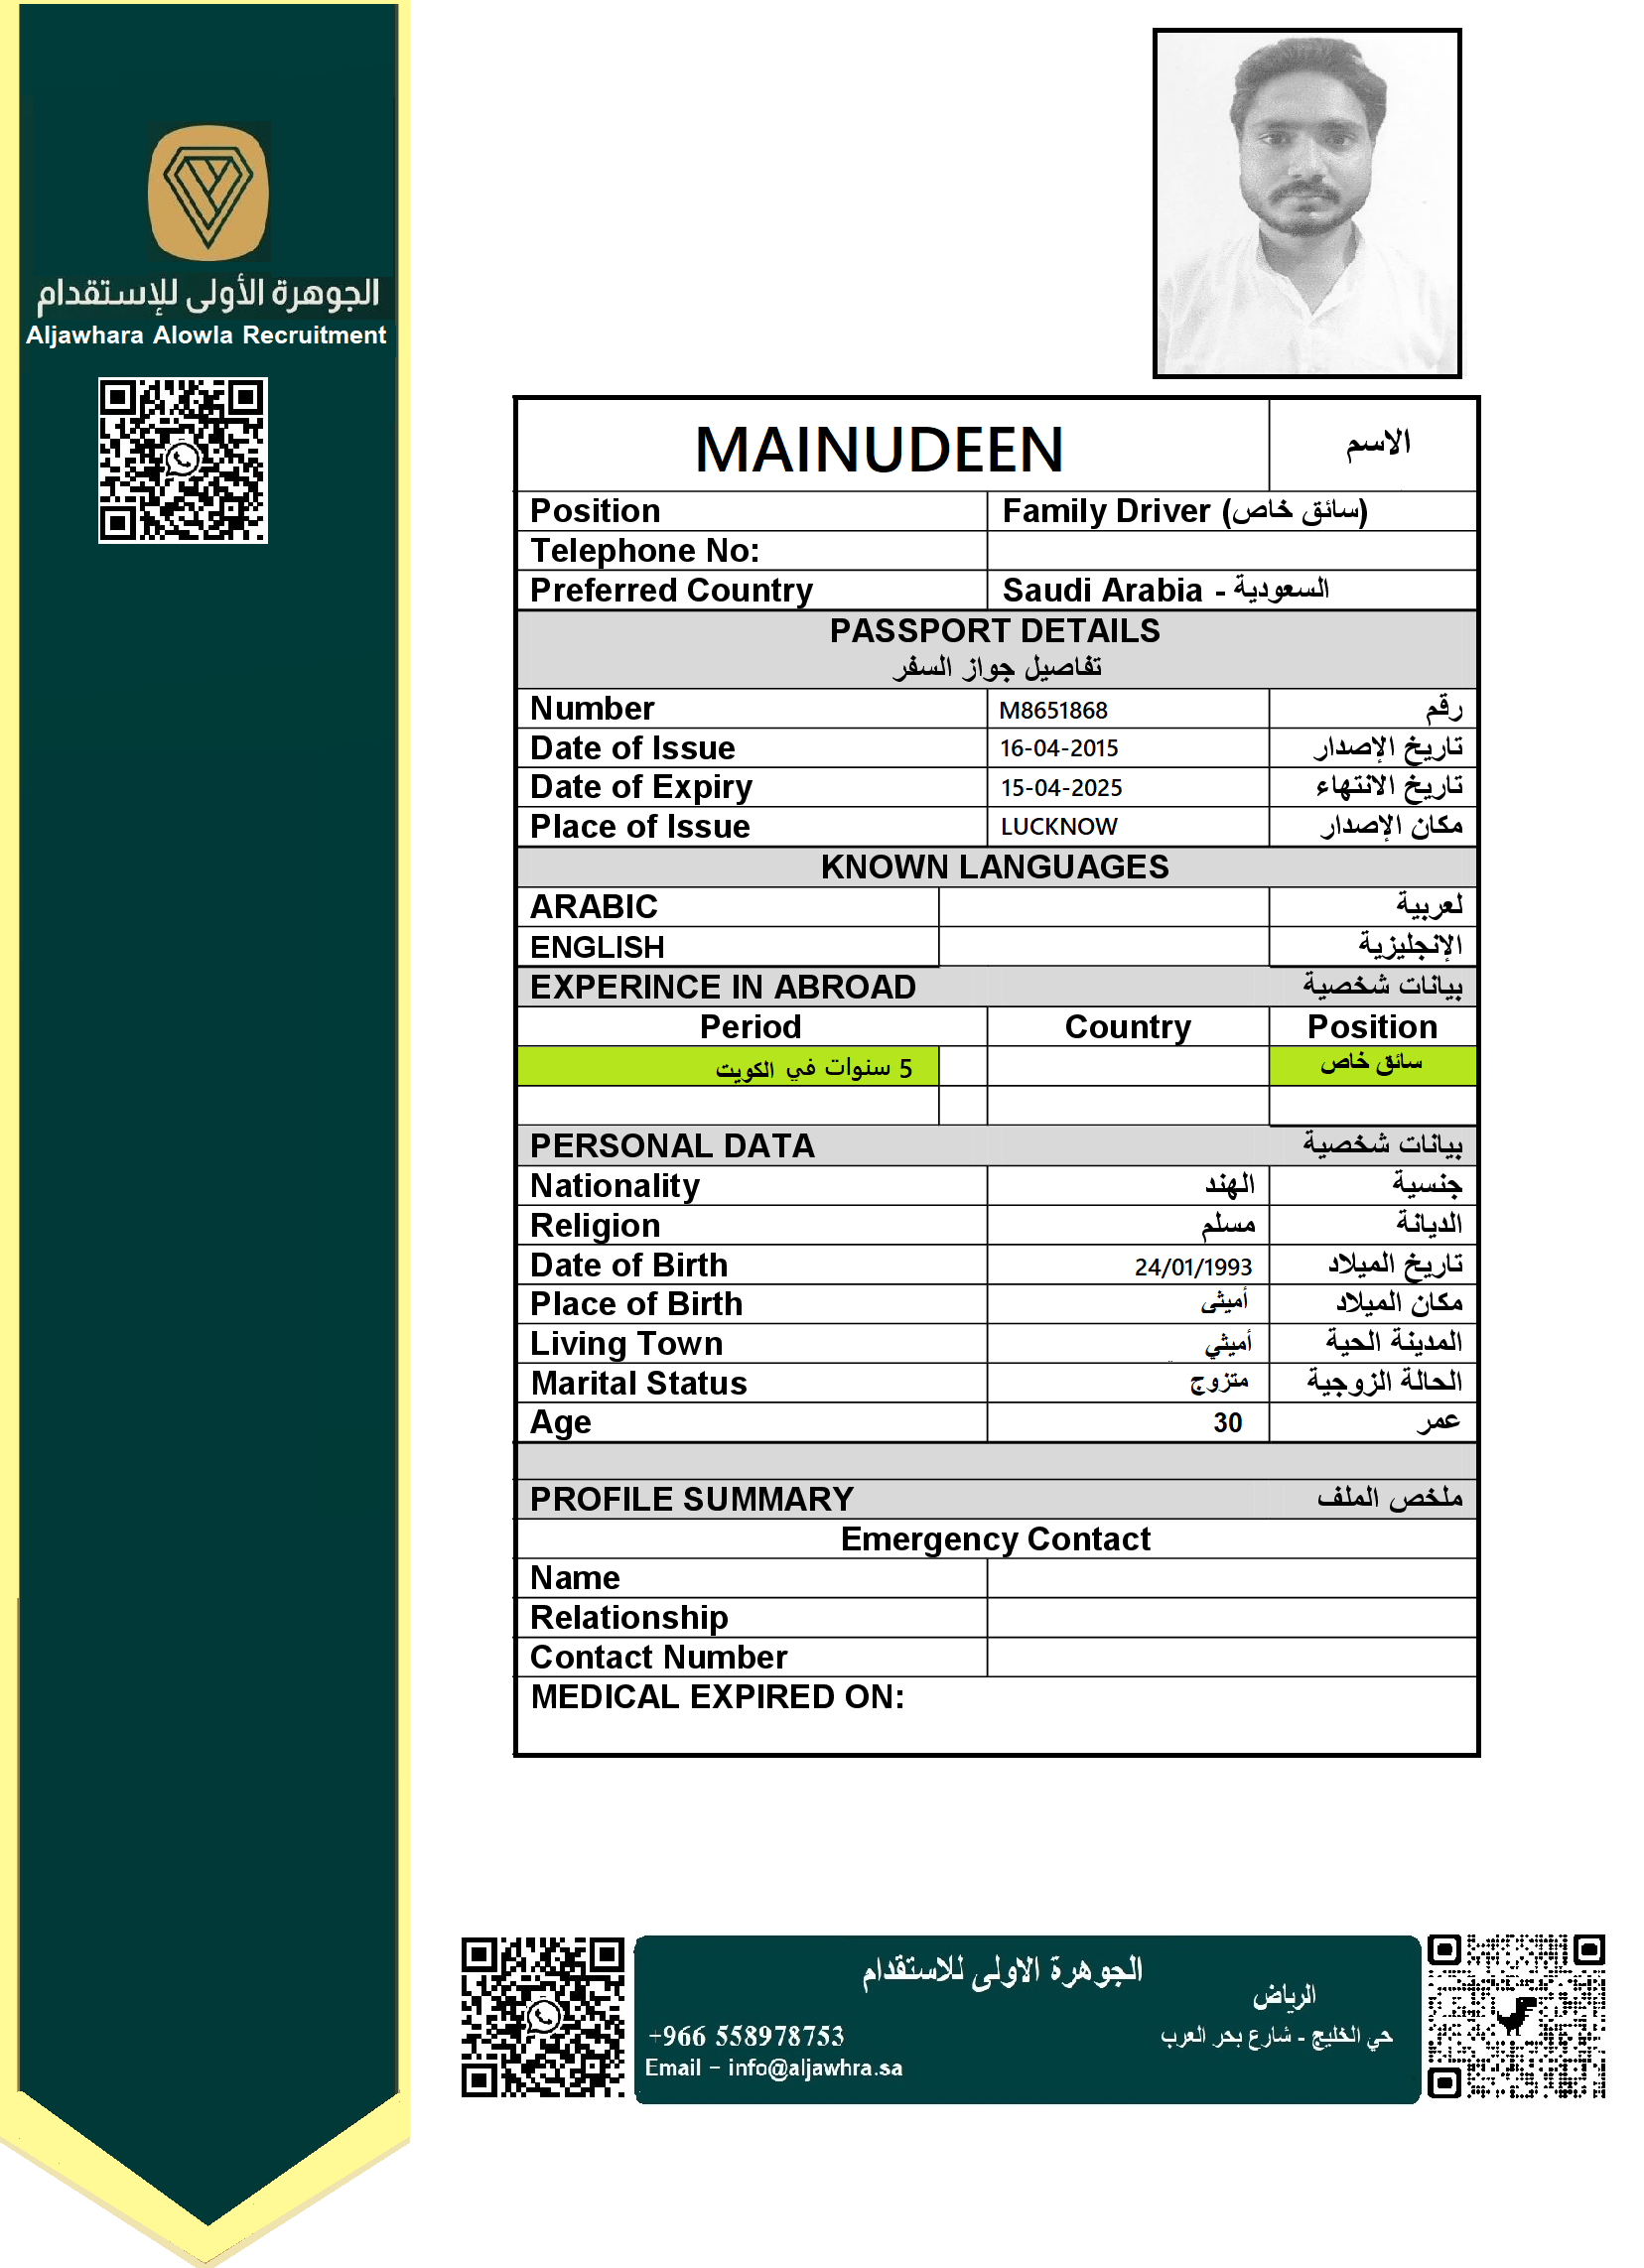 الجوهرة الأولى للإستقدام
Aljawhara Alowla Recruitment
MAINUDEEN الاسم
Position Family Driver (سائق خاص)
Telephone No:
Preferred Country Saudi Arabia - السعودية
PASSPORT DETAILS
تفاصيل جواز السفر
Number M8651868 رقم
Date of Issue 16-04-2015 تاريخ الإصدار
Date of Expiry 15-04-2025 تاريخ الانتهاء
Place of Issue LUCKNOW مكان الإصدار
KNOWN LANGUAGES
ARABIC لعربية
ENGLISH الإنجليزية
EXPERINCE IN ABROAD بيانات شخصية
Period Country Position
5 سنوات في الكويت سائق خاص
PERSONAL DATA بيانات شخصية
Nationality الهند جنسية
Religion مسلم الديانة
Date of Birth 24/01/1993 تاريخ الميلاد
Place of Birth أميثى مكان الميلاد
Living Town أميثي المدينة الحية
Marital Status متزوج الحالة الزوجية
Age 30 عمر
PROFILE SUMMARY ملخص الملف
Emergency Contact
Name
Relationship
Contact Number
MEDICAL EXPIRED ON:
الجوهرة الاولى للاستقدام
الرياض
+966 558978753 حي الخليج - شارع بحر العرب
Email – info@aljawhra.sa